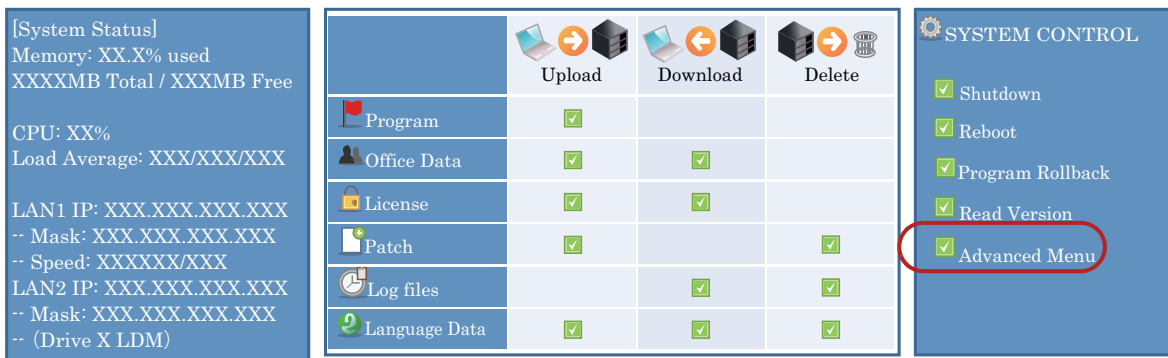 [System Status]
Memory: XX.X% used
XXXXMB Total / XXXMB Free
CPU: XX%
Load Average: XXX/XXX/XXX
LAN1 IP: XXX.XXX.XXX.XXX
-- Mask: XXX.XXX.XXX.XXX
-- Speed: XXXXXX/XXX
LAN2 IP: XXX.XXX.XXX.XXX
-- Mask: XXX.XXX.XXX.XXX
-- (Drive X LDM)
Upload Download Delete
Program
Office Data
License
Patch
Log files
Language Data
SYSTEM CONTROL
Shutdown
Reboot
Program Rollback
Read Version
Advanced Menu